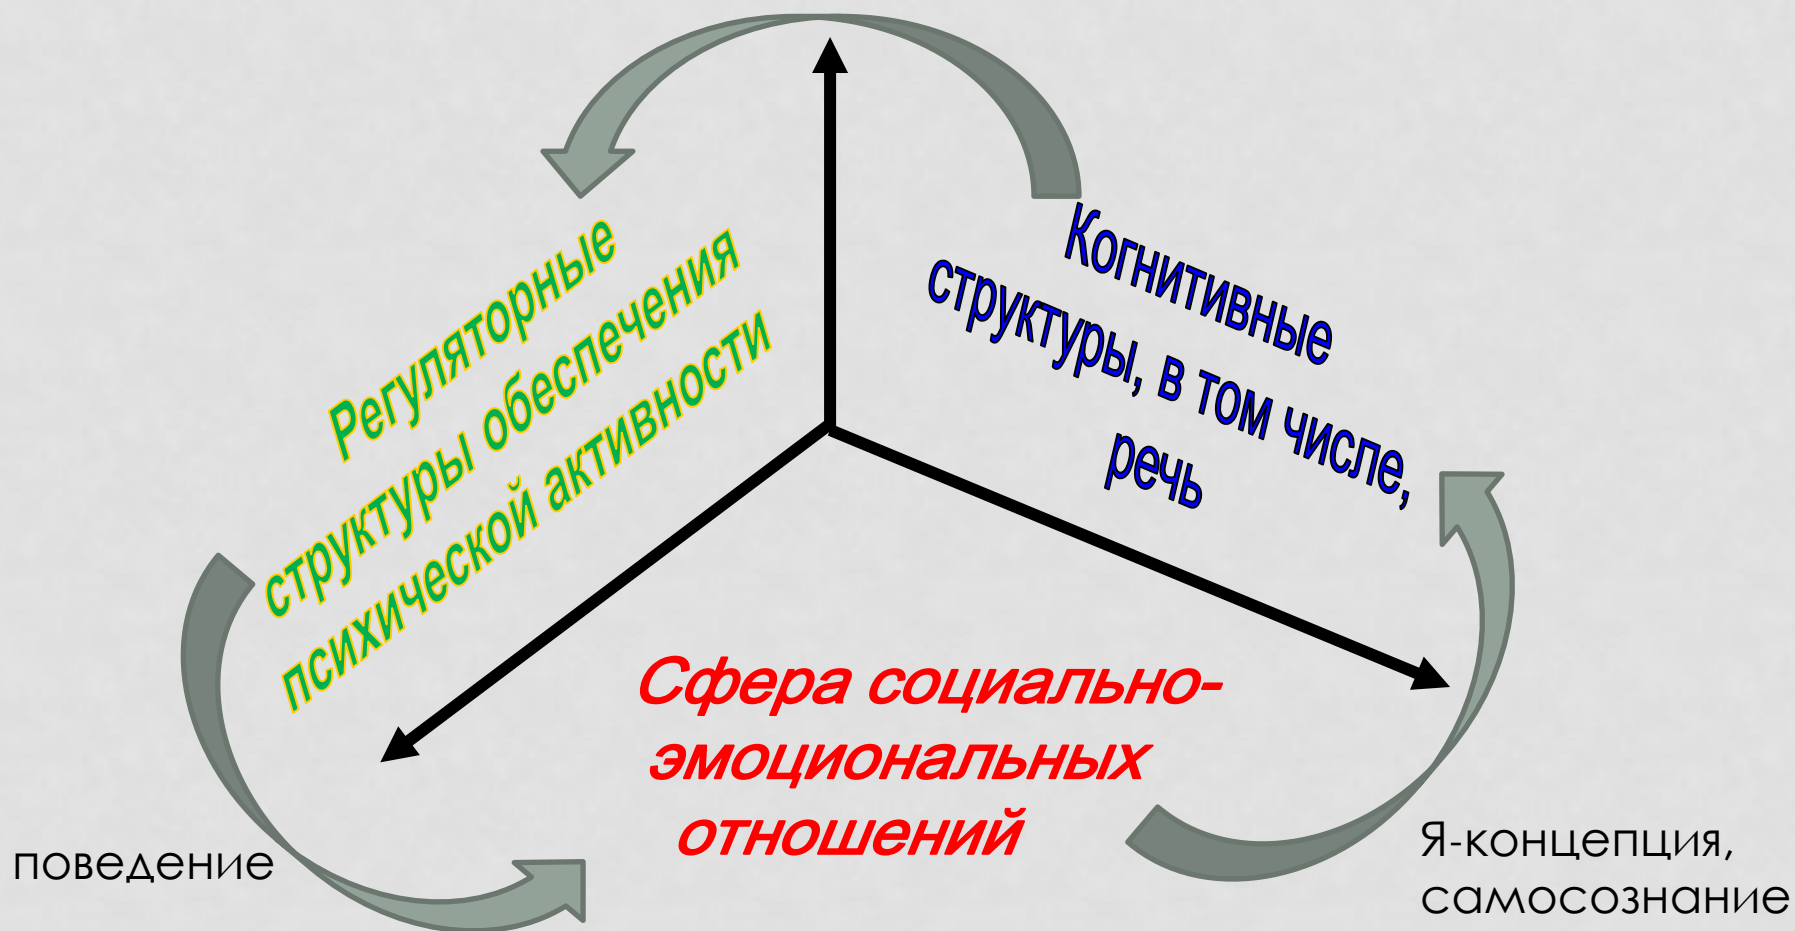 Регуляторные
структуры обеспечения
психической активности
Когнитивные
структуры, в том числе,
речь
Сфера социально-
эмоциональных
отношений
поведение
Я-концепция,
самосознание